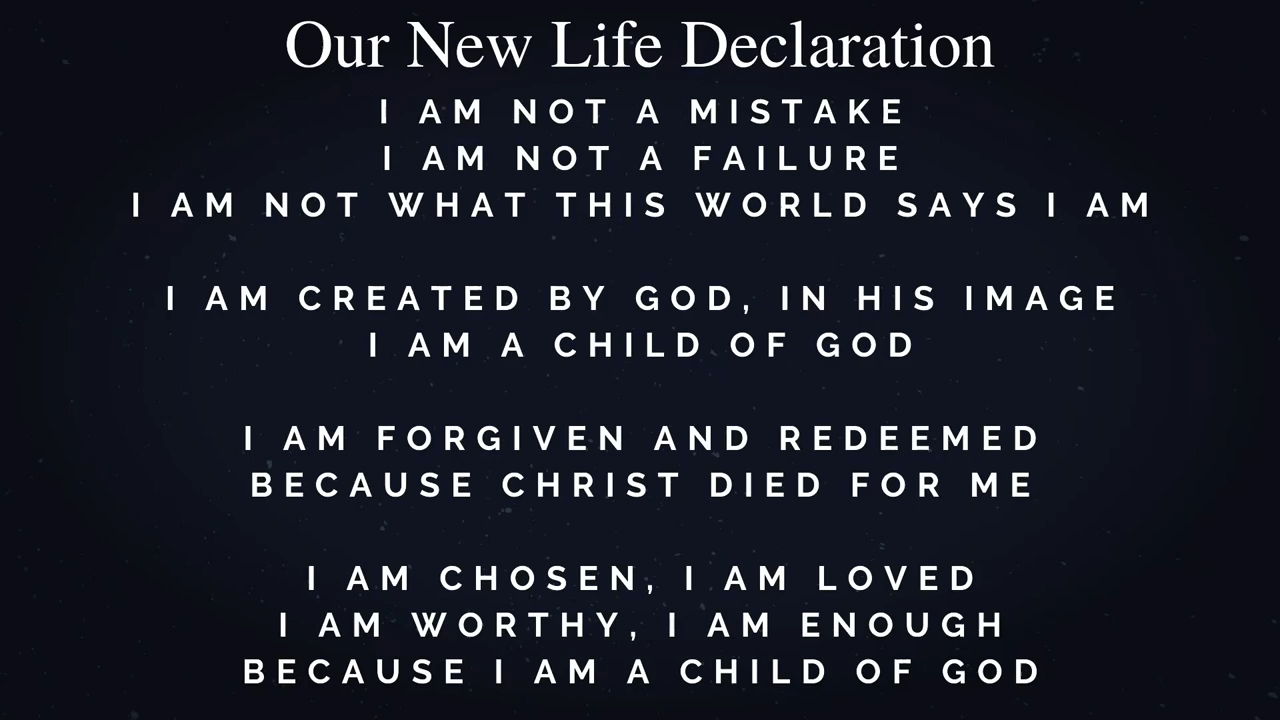 Our New Life Declaration
I AM NOT A MISTAKE
I AM NOT A FAILURE
I AM NOT WHAT THIS WORLD SAYS I AM
I AM CREATED BY GOD, IN HIS IMAGE
I AM A CHILD OF GOD
I AM FORGIVEN AND REDEEMED
BECAUSE CHRIST DIED FOR ME
I AM CHOSEN, I AM LOVED
I AM WORTHY, I AM ENOUGH
BECAUSE I AM A CHILD OF GOD